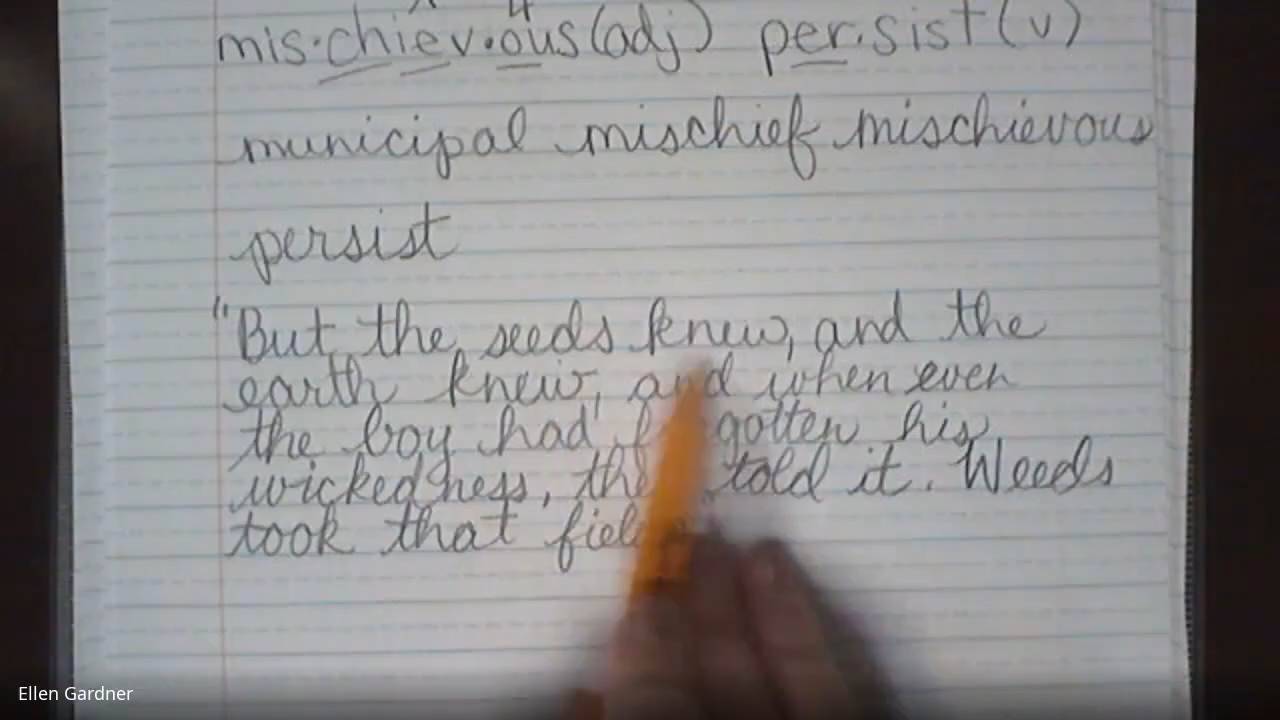 mis·chiev·ous (adj) per·sist (v)
municipal mischief mischievous
persist
"But the seeds knew, and the
earth knew, and when even
the boy had gotten his
wickedness, told it. Weeds
took that
Ellen Gardner